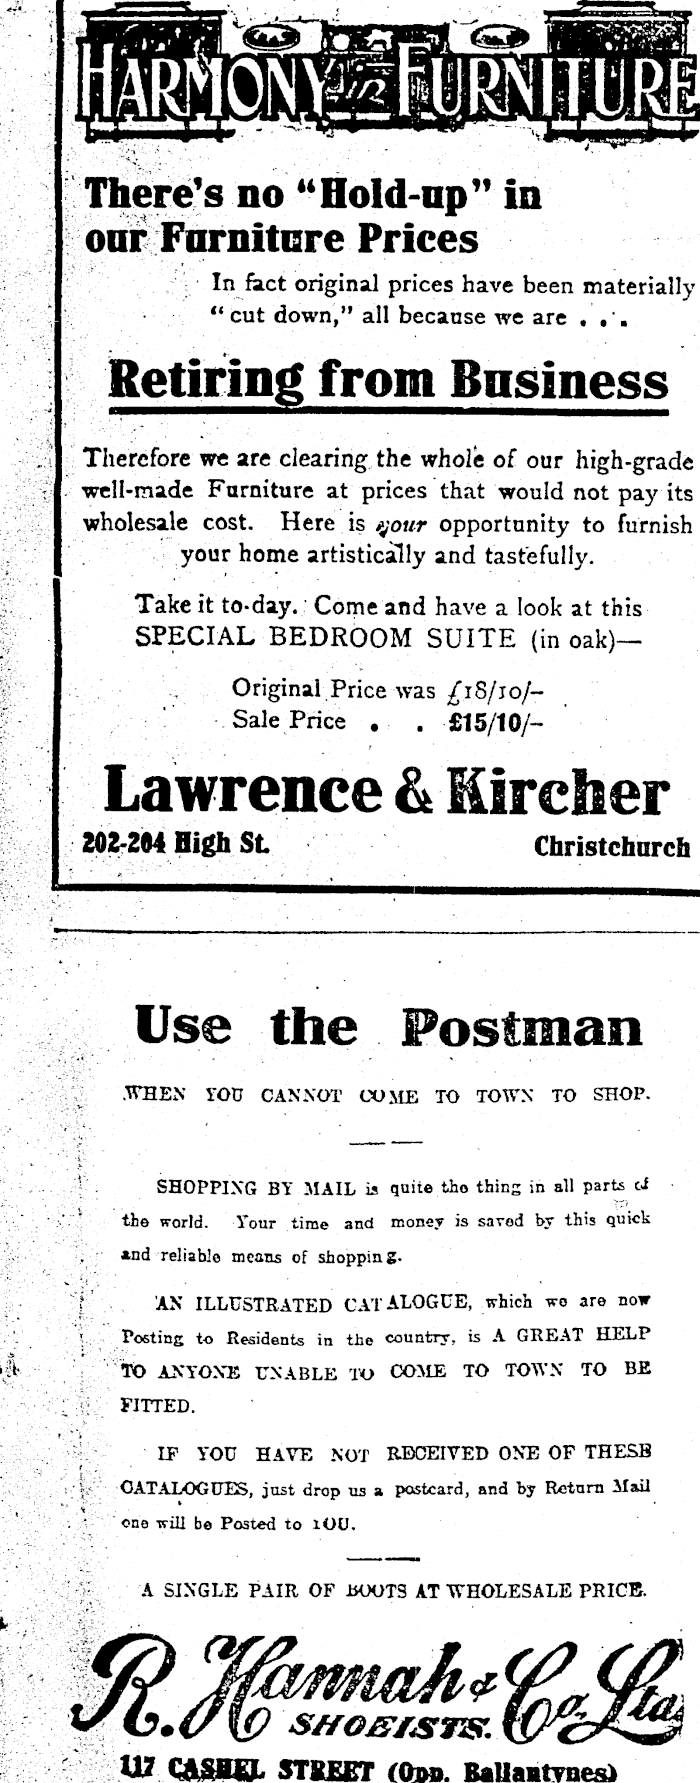 HARMONY in FURNITURE
There's no "Hold-up" in
our Furniture Prices
In fact original prices have been materially
"cut down," all because we are . . .
Retiring from Business
Therefore we are clearing the whole of our high-grade
well-made Furniture at prices that would not pay its
wholesale cost. Here is your opportunity to furnish
your home artistically and tastefully.
Take it to-day. Come and have a look at this
SPECIAL BEDROOM SUITE (in oak)—
Original Price was £18/10/-
Sale Price . . £15/10/-
Lawrence & Kircher
202-204 High St. Christchurch
Use the Postman
WHEN YOU CANNOT COME TO TOWN TO SHOP.
SHOPPING BY MAIL is quite the thing in all parts of
the world. Your time and money is saved by this quick
and reliable means of shopping.
AN ILLUSTRATED CATALOGUE, which we are now
Posting to Residents in the country, is A GREAT HELP
TO ANYONE UNABLE TO COME TO TOWN TO BE
FITTED.
IF YOU HAVE NOT RECEIVED ONE OF THESE
CATALOGUES, just drop us a postcard, and by Return Mail
one will be Posted to YOU.
A SINGLE PAIR OF BOOTS AT WHOLESALE PRICE.
R. Hannah & Co. Ltd.
SHOEISTS.
117 CASHEL STREET (Opp. Ballantynes)